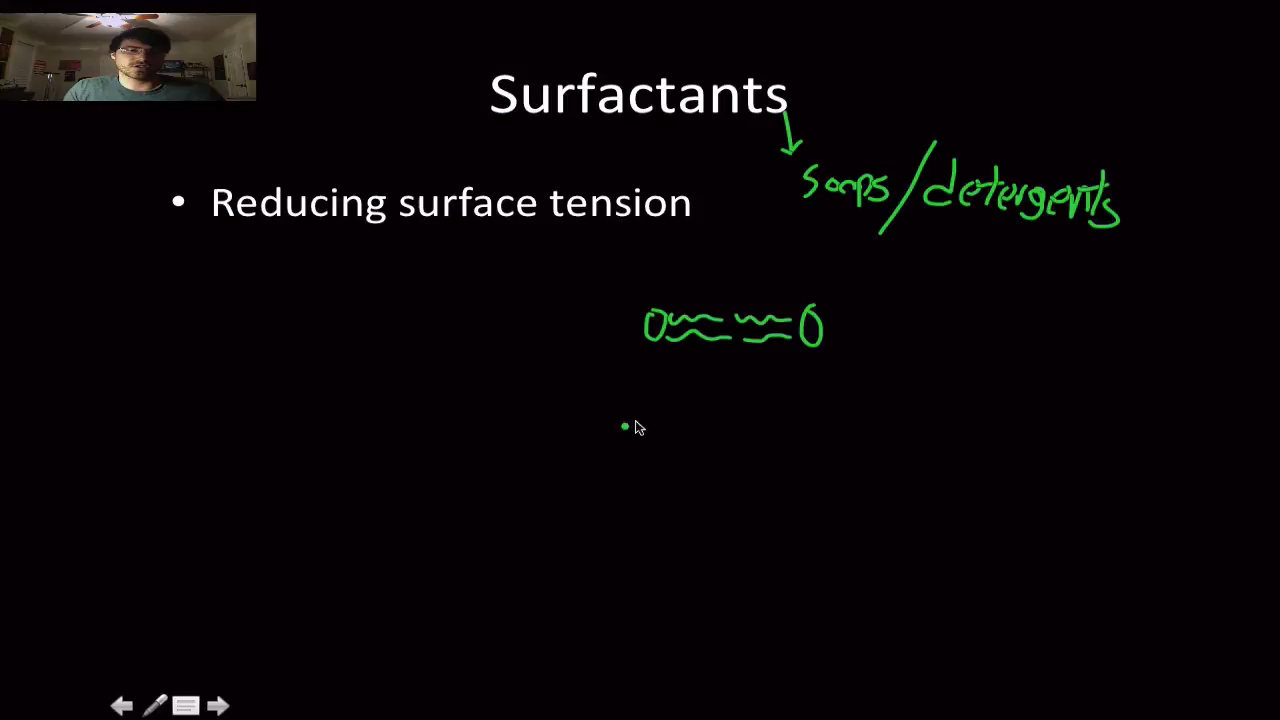 Surfactants
soaps/detergents
• Reducing surface tension